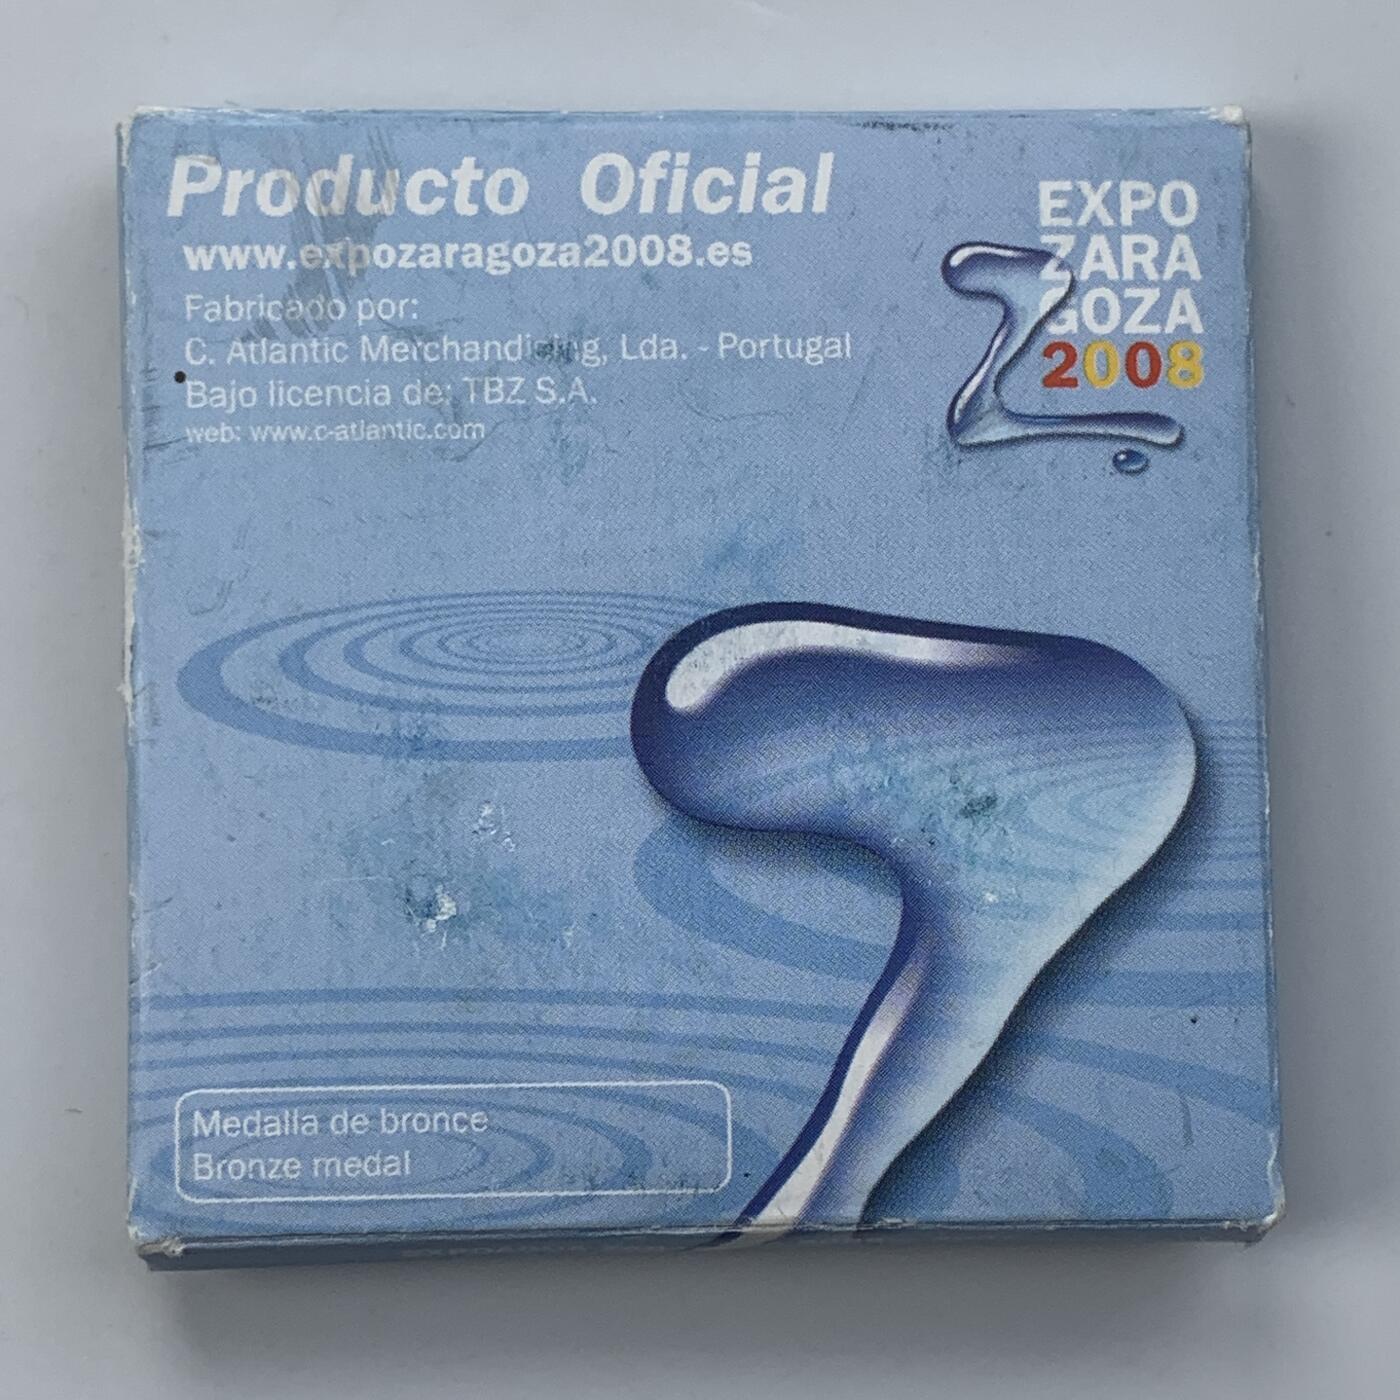 Producto Oficial
www.expozaragoza2008.es
Fabricado por:
C. Atlantic Merchandising, Lda. - Portugal
Bajo licencia de: TBZ S.A.
web: www.c-atlantic.com
EXPO
ZARA
GOZA
2008
Medalla de bronce
Bronze medal